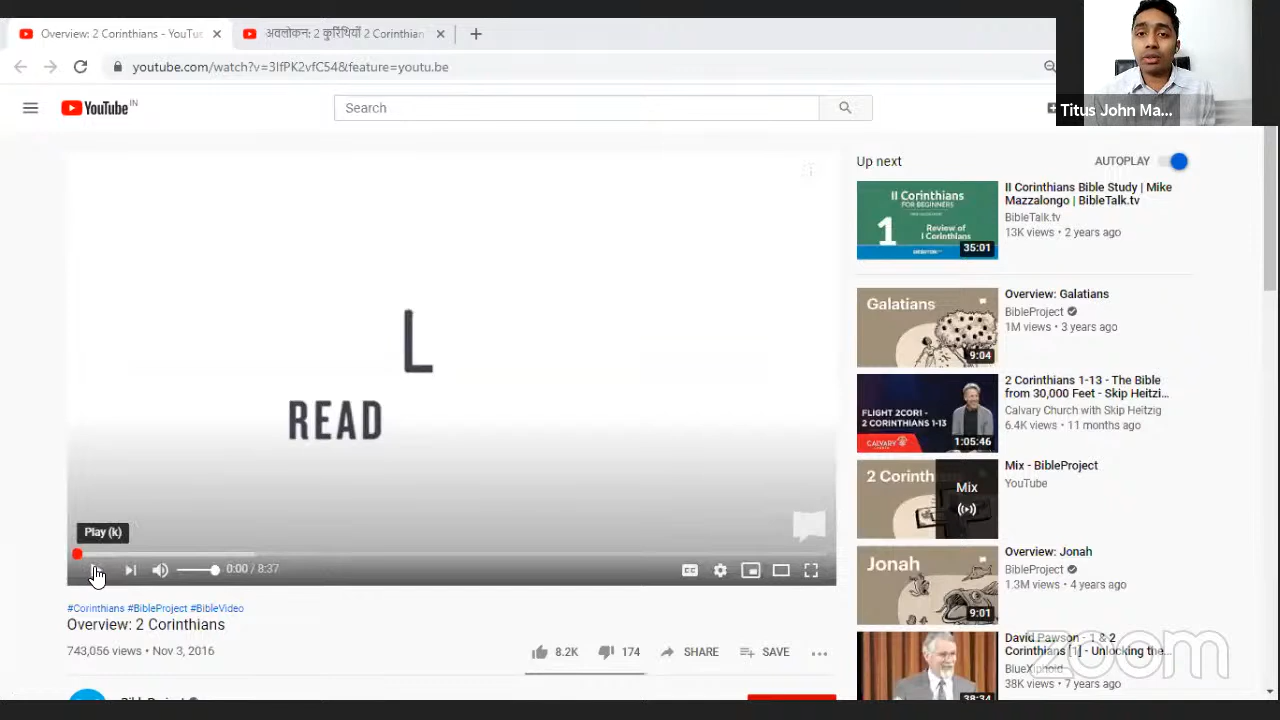 Overview: 2 Corinthians - YouTu
अवलोकन: 2 कुरिंथियों 2 Corinthian
youtube.com/watch?v=3lfPK2vfC54&feature=youtu.be
Titus John Ma...
YouTube IN
Search
L
READ
Play (k)
0:00 / 8:37
CC
#Corinthians #BibleProject #BibleVideo
Overview: 2 Corinthians
743,056 views • Nov 3, 2016
8.2K
174
SHARE
SAVE
Up next
AUTOPLAY
II Corinthians
FOR BEGINNERS
1
Review of
I Corinthians
35:01
II Corinthians Bible Study | Mike
Mazzalongo | BibleTalk.tv
BibleTalk.tv
13K views • 2 years ago
Galatians
9:04
Overview: Galatians
BibleProject
1M views • 3 years ago
FLIGHT 2CORI -
2 CORINTHIANS 1-13
CALVARY
1:05:46
2 Corinthians 1-13 - The Bible
from 30,000 Feet - Skip Heitzi...
Calvary Church with Skip Heitzig
6.4K views • 11 months ago
2 Corinth
Mix
Mix - BibleProject
YouTube
Jonah
9:01
Overview: Jonah
BibleProject
1.3M views • 4 years ago
38:34
David Pawson - 1 & 2
Corinthians [1] - Unlocking the...
BlueXiphoid
38K views • 7 years ago
zoom